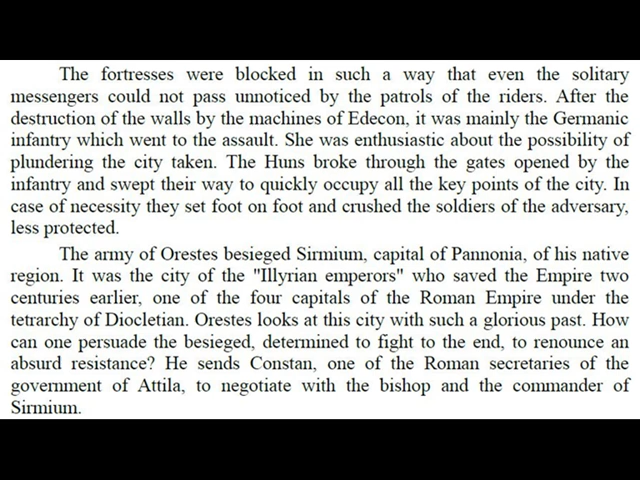 The fortresses were blocked in such a way that even the solitary
messengers could not pass unnoticed by the patrols of the riders. After the
destruction of the walls by the machines of Edecon, it was mainly the Germanic
infantry which went to the assault. She was enthusiastic about the possibility of
plundering the city taken. The Huns broke through the gates opened by the
infantry and swept their way to quickly occupy all the key points of the city. In
case of necessity they set foot on foot and crushed the soldiers of the adversary,
less protected.
The army of Orestes besieged Sirmium, capital of Pannonia, of his native
region. It was the city of the "Illyrian emperors" who saved the Empire two
centuries earlier, one of the four capitals of the Roman Empire under the
tetrarchy of Diocletian. Orestes looks at this city with such a glorious past. How
can one persuade the besieged, determined to fight to the end, to renounce an
absurd resistance? He sends Constan, one of the Roman secretaries of the
government of Attila, to negotiate with the bishop and the commander of
Sirmium.